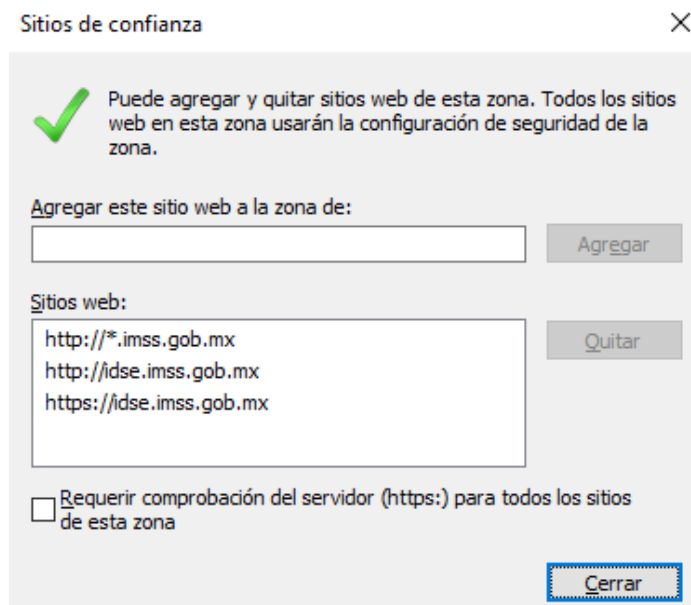 Sitios de confianza
Puede agregar y quitar sitios web de esta zona. Todos los sitios
web en esta zona usarán la configuración de seguridad de la
zona.
Agregar este sitio web a la zona de:
Agregar
Sitios web:
http://*.imss.gob.mx
http://idse.imss.gob.mx
https://idse.imss.gob.mx
Quitar
Requerir comprobación del servidor (https:) para todos los sitios
de esta zona
Cerrar